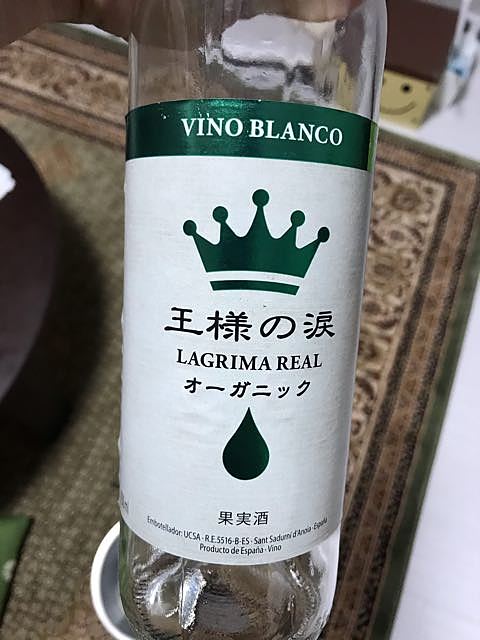 VINO BLANCO
王様の涙
LAGRIMA REAL
オーガニック
果実酒
Embotellador: UCSA · R.E.5516-B-ES · Sant Sadurní d'Anoia · España
Producto de España · Vino